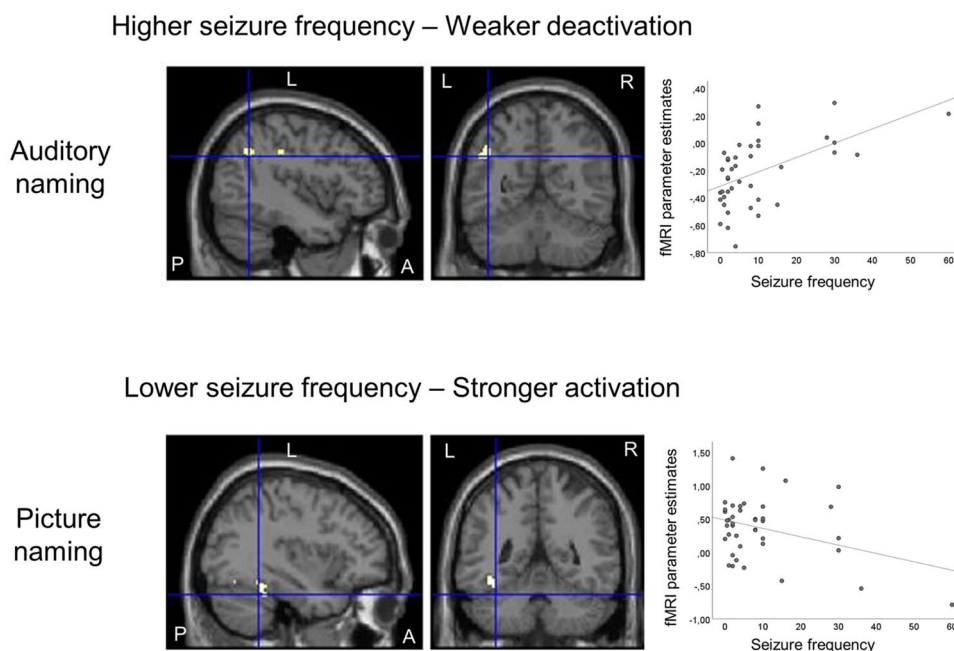 Higher seizure frequency – Weaker deactivation
Auditory
naming
L
P
A
L
R
fMRI parameter estimates
,40
,20
,00
-,20
-,40
-,60
-,80
0
10
20
30
40
50
60
Seizure frequency
Lower seizure frequency – Stronger activation
Picture
naming
L
P
A
L
R
fMRI parameter estimates
1,50
1,00
,50
,00
-,50
-1,00
0
10
20
30
40
50
60
Seizure frequency